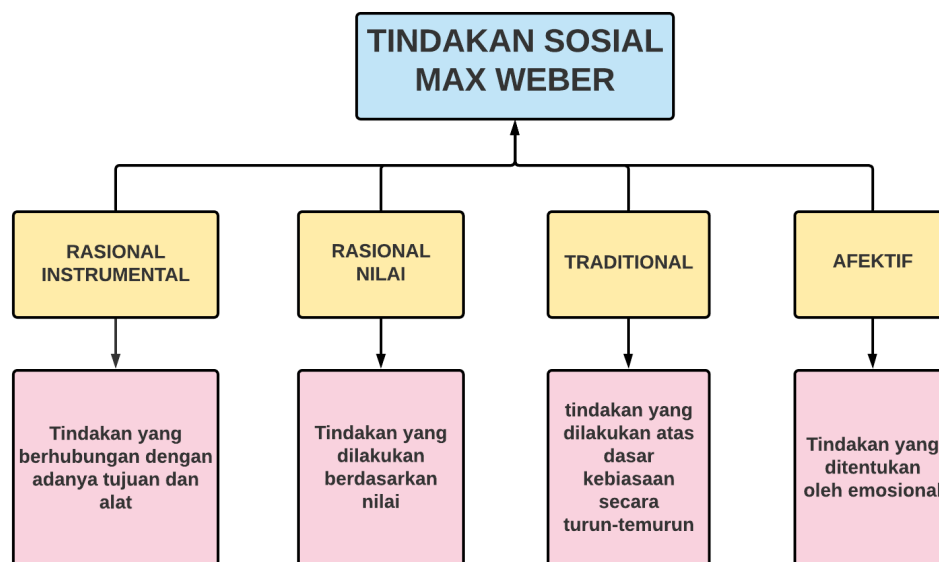 TINDAKAN SOSIAL
MAX WEBER
RASIONAL
INSTRUMENTAL
RASIONAL
NILAI
TRADITIONAL
AFEKTIF
Tindakan yang
berhubungan dengan
adanya tujuan dan
alat
Tindakan yang
dilakukan
berdasarkan
nilai
tindakan yang
dilakukan atas
dasar
kebiasaan
secara
turun-temurun
Tindakan yang
ditentukan
oleh emosional